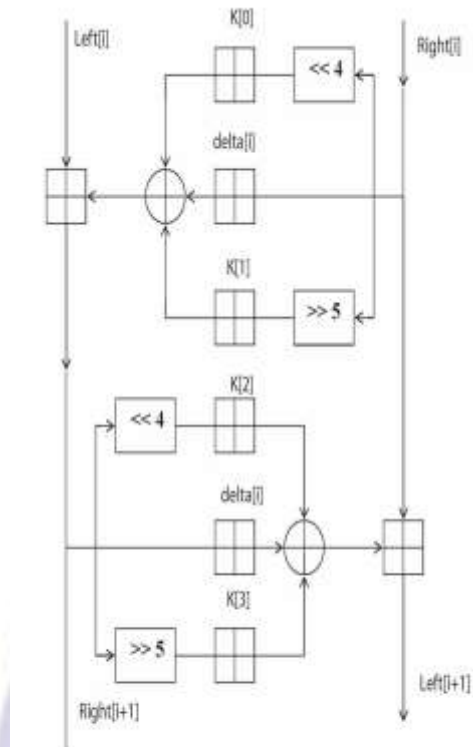 K[0]
Left[i]
Right[i]
<< 4
delta[i]
K[1]
>> 5
K[2]
<< 4
delta[i]
K[3]
>> 5
Left[i+1]
Right[i+1]